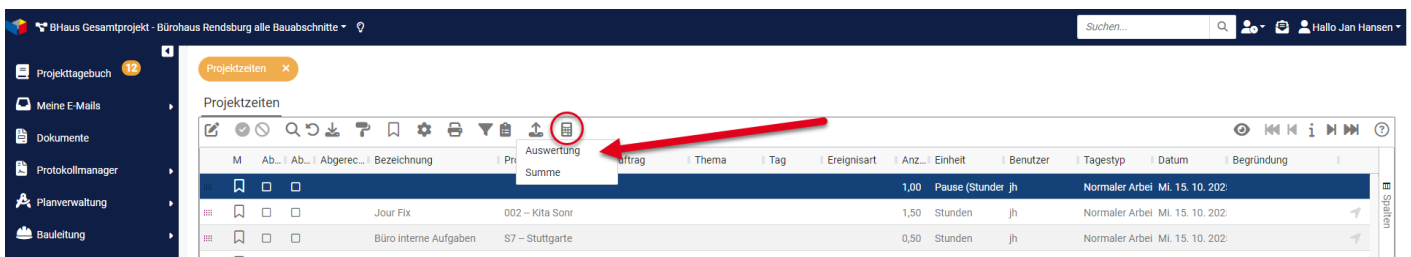 BHaus Gesamtprojekt - Bürohaus Rendsburg alle Bauabschnitte
Suchen...
Hallo Jan Hansen
Projekttagebuch 12
Meine E-Mails
Dokumente
Protokollmanager
Planverwaltung
Bauleitung
Projektzeiten ×
Projektzeiten
Auswertung
Summe
M Ab... Ab... Abgerec... Bezeichnung Pro uftrag Thema Tag Ereignisart Anz... Einheit Benutzer Tagestyp Datum Begründung
1,00 Pause (Stunder jh Normaler Arbei Mi. 15. 10. 202
Jour Fix 002 – Kita Sonr 1,50 Stunden jh Normaler Arbei Mi. 15. 10. 202
Büro interne Aufgaben S7 – Stuttgarte 0,50 Stunden jh Normaler Arbei Mi. 15. 10. 202
Spalten